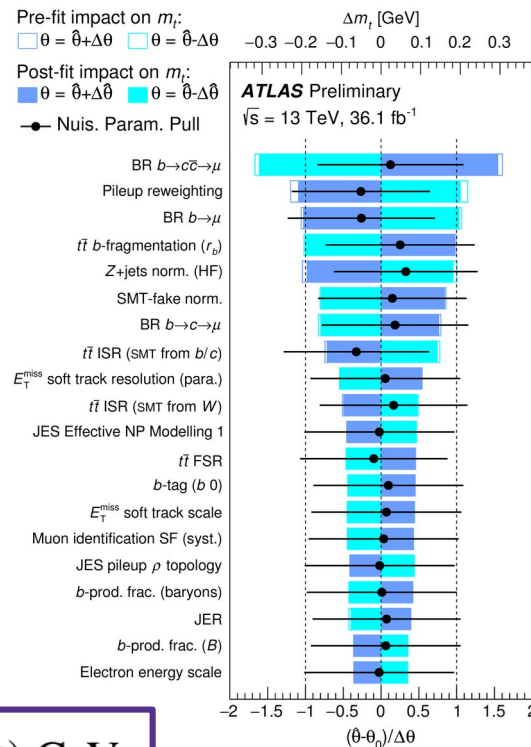 Pre-fit impact on mₜ:
θ = θ̂+Δθ θ = θ̂-Δθ
Post-fit impact on mₜ:
θ = θ̂+Δθ̂ θ = θ̂-Δθ̂
Nuis. Param. Pull
Δmₜ [GeV]
−0.3 −0.2 −0.1 0 0.1 0.2 0.3
ATLAS Preliminary
√s = 13 TeV, 36.1 fb⁻¹
BR b→cc̄→μ
Pileup reweighting
BR b→μ
tt̄ b-fragmentation (r_b)
Z+jets norm. (HF)
SMT-fake norm.
BR b→c→μ
tt̄ ISR (SMT from b/c)
E_T^miss soft track resolution (para.)
tt̄ ISR (SMT from W)
JES Effective NP Modelling 1
tt̄ FSR
b-tag (b 0)
E_T^miss soft track scale
Muon identification SF (syst.)
JES pileup ρ topology
b-prod. frac. (baryons)
JER
b-prod. frac. (B)
Electron energy scale
−2 −1.5 −1 −0.5 0 0.5 1 1.5 2
(θ̂-θ₀)/Δθ